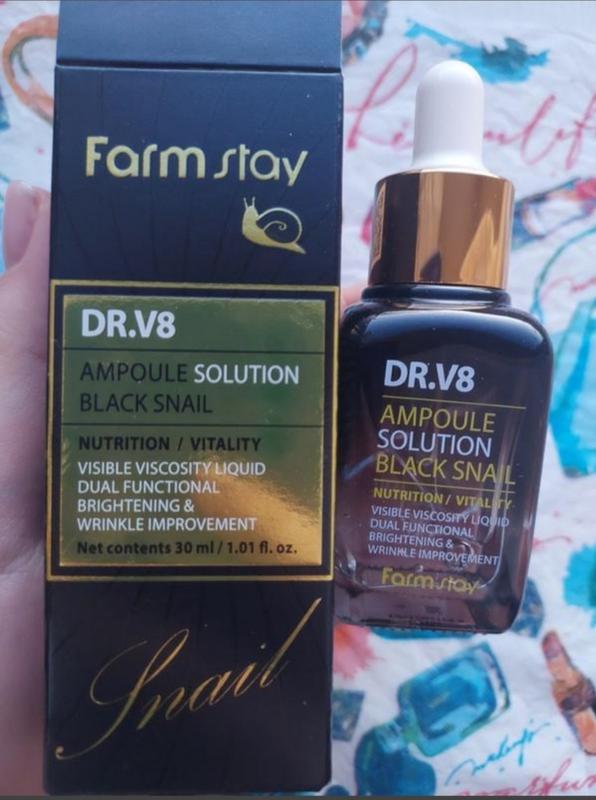 Farm stay
DR.V8
AMPOULE SOLUTION
BLACK SNAIL
NUTRITION / VITALITY
VISIBLE VISCOSITY LIQUID
DUAL FUNCTIONAL
BRIGHTENING &
WRINKLE IMPROVEMENT
Net contents 30 ml / 1.01 fl. oz.
Snail
DR.V8
AMPOULE
SOLUTION
BLACK SNAIL
NUTRITION / VITALITY
VISIBLE VISCOSITY LIQUID
DUAL FUNCTIONAL
BRIGHTENING &
WRINKLE IMPROVEMENT
Farm stay